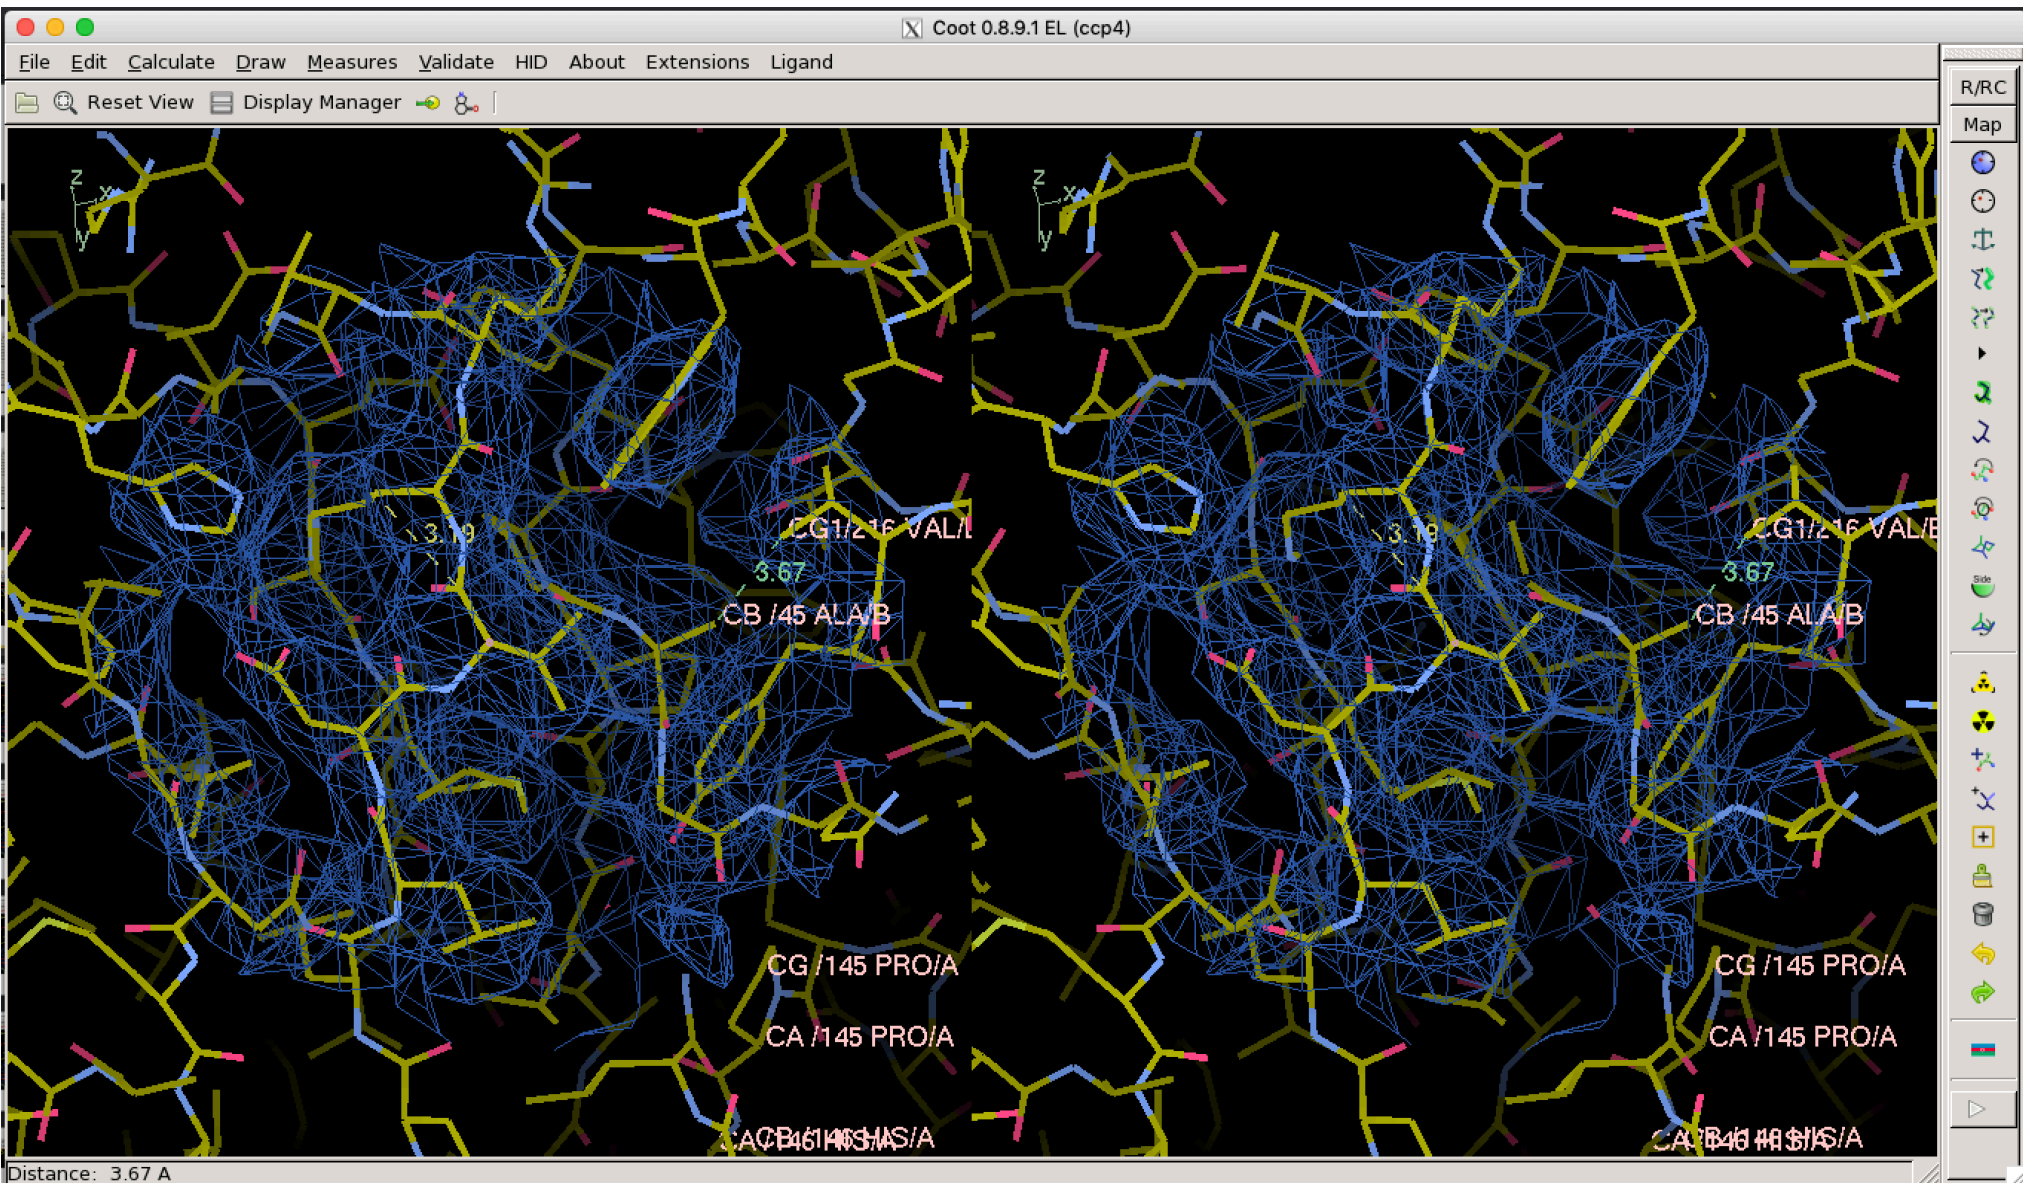 Coot 0.8.9.1 EL (ccp4)
File Edit Calculate Draw Measures Validate HID About Extensions Ligand
R/RC
Reset View Display Manager
Map
z
x
y
z
x
y
3.19
CG1/216 VAL/
3.67
CB /45 ALA/B
CG /145 PRO/A
CA /145 PRO/A
3.19
CG1/216 VAL/B
3.67
CB /45 ALA/B
CG /145 PRO/A
CA /145 PRO/A
Side
Distance: 3.67 A